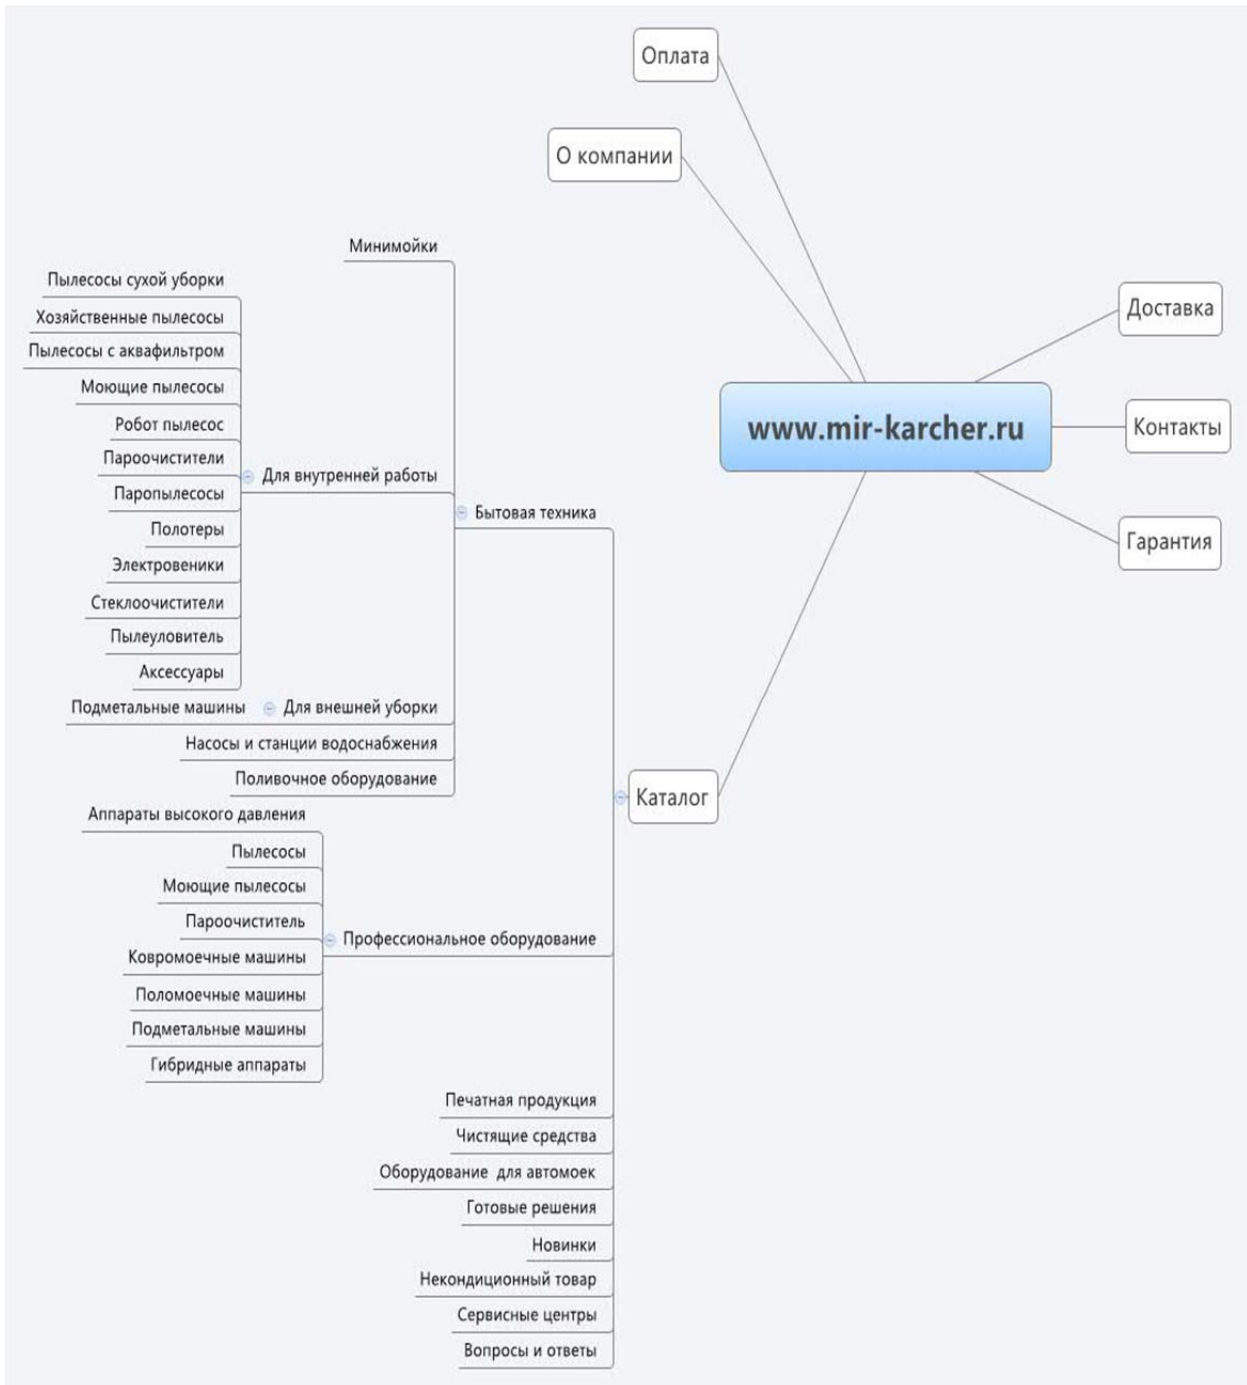 Оплата
О компании
Доставка
www.mir-karcher.ru
Контакты
Гарантия
Каталог
Бытовая техника
Минимойки
Для внутренней работы
Пылесосы сухой уборки
Хозяйственные пылесосы
Пылесосы с аквафильтром
Моющие пылесосы
Робот пылесос
Пароочистители
Паропылесосы
Полотеры
Электровеники
Стеклоочистители
Пылеуловитель
Аксессуары
Для внешней уборки
Подметальные машины
Насосы и станции водоснабжения
Поливочное оборудование
Профессиональное оборудование
Аппараты высокого давления
Пылесосы
Моющие пылесосы
Пароочиститель
Ковромоечные машины
Поломоечные машины
Подметальные машины
Гибридные аппараты
Печатная продукция
Чистящие средства
Оборудование для автомоек
Готовые решения
Новинки
Некондиционный товар
Сервисные центры
Вопросы и ответы